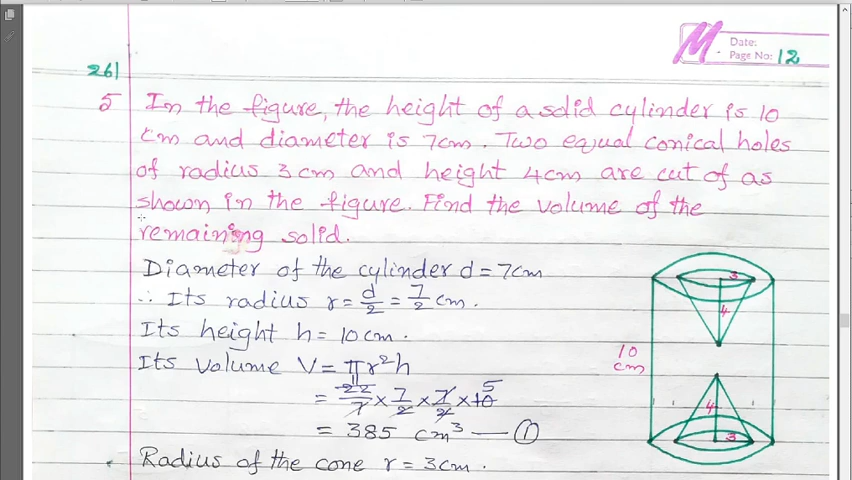 M.
Date:
Page No: 12
261
5 In the figure, the height of a solid cylinder is 10
cm and diameter is 7cm. Two equal conical holes
of radius 3cm and height 4cm are cut of as
shown in the figure. Find the volume of the
remaining solid.
Diameter of the cylinder d = 7cm
∴ Its radius r = d/2 = 7/2 cm.
Its height h = 10cm.
Its volume V = πr²h
= 22/7 × 7/2 × 7/2 × 10 5
= 385 cm³ — ①
Radius of the cone r = 3cm.
3
4
10
cm
4
3